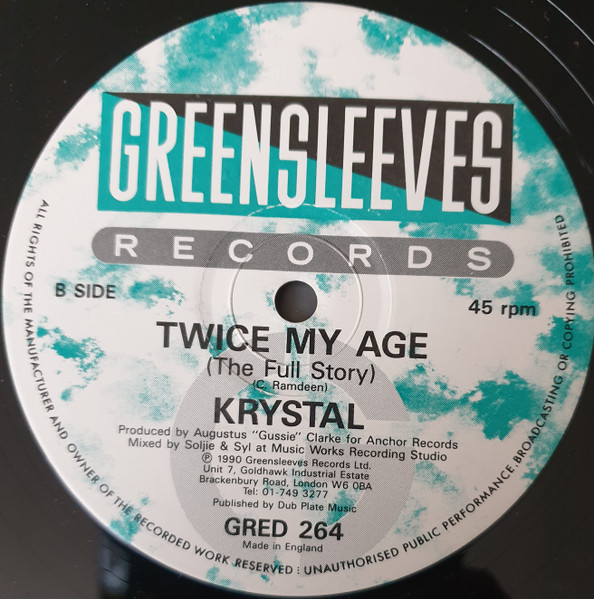 GREENSLEEVES
RECORDS
B SIDE
45 rpm
TWICE MY AGE
(The Full Story)
(C. Ramdeen)
KRYSTAL
Produced by Augustus "Gussie" Clarke for Anchor Records
Mixed by Soljie & Syl at Music Works Recording Studio
℗ 1990 Greensleeves Records Ltd.
Unit 7, Goldhawk Industrial Estate
Brackenbury Road, London W6 0BA
Tel: 01-749 3277
Published by Dub Plate Music
GRED 264
Made in England
ALL RIGHTS OF THE MANUFACTURER AND OWNER OF THE RECORDED WORK RESERVED : UNAUTHORISED PUBLIC PERFORMANCE, BROADCASTING OR COPYING PROHIBITED